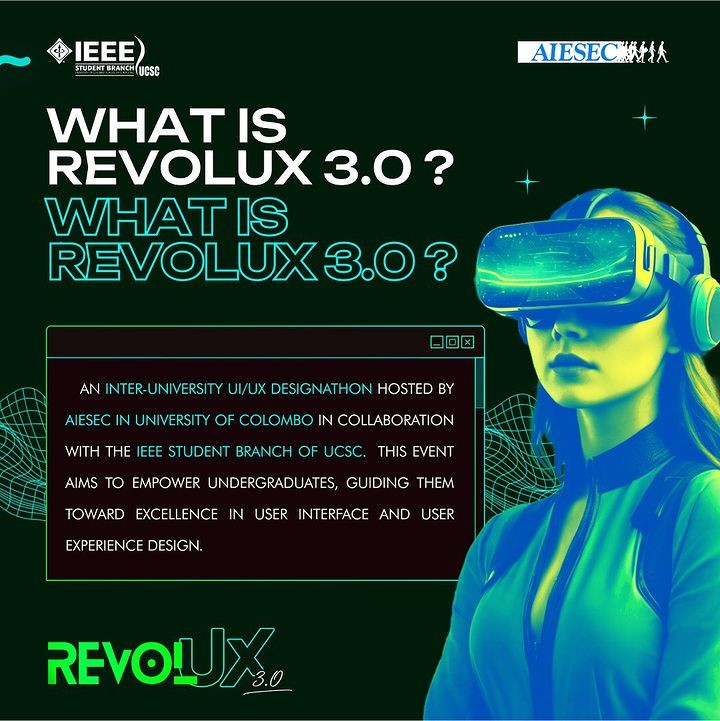 IEEE
STUDENT BRANCH
UCSC
AIESEC
WHAT IS
REVOLUX 3.0 ?
WHAT IS
REVOLUX 3.0 ?
AN INTER-UNIVERSITY UI/UX DESIGNATHON HOSTED BY
AIESEC IN UNIVERSITY OF COLOMBO IN COLLABORATION
WITH THE IEEE STUDENT BRANCH OF UCSC. THIS EVENT
AIMS TO EMPOWER UNDERGRADUATES, GUIDING THEM
TOWARD EXCELLENCE IN USER INTERFACE AND USER
EXPERIENCE DESIGN.
REVOLUX
3.0